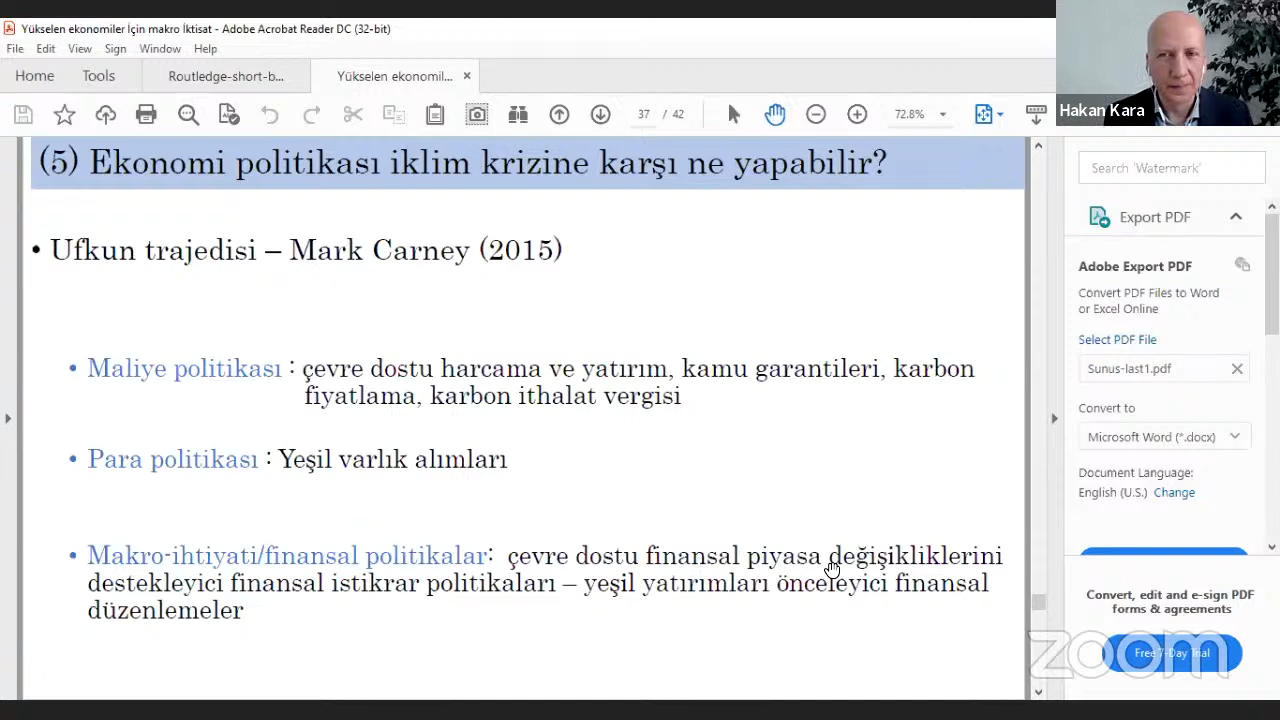 Yükselen ekonomiler İçin makro İktisat - Adobe Acrobat Reader DC (32-bit)
File Edit View Sign Window Help
Home Tools Routledge-short-b... Yükselen ekonomil... ×
37 / 42 72.8%
Hakan Kara
(5) Ekonomi politikası iklim krizine karşı ne yapabilir?
• Ufkun trajedisi – Mark Carney (2015)
• Maliye politikası : çevre dostu harcama ve yatırım, kamu garantileri, karbon
fiyatlama, karbon ithalat vergisi
• Para politikası : Yeşil varlık alımları
• Makro-ihtiyati/finansal politikalar: çevre dostu finansal piyasa değişikliklerini
destekleyici finansal istikrar politikaları – yeşil yatırımları önceleyici finansal
düzenlemeler
Search 'Watermark'
Export PDF
Adobe Export PDF
Convert PDF Files to Word
or Excel Online
Select PDF File
Sunus-last1.pdf
Convert to
Microsoft Word (*.docx)
Document Language:
English (U.S.) Change
Convert, edit and e-sign PDF
forms & agreements
Free 7-Day Trial
zoom